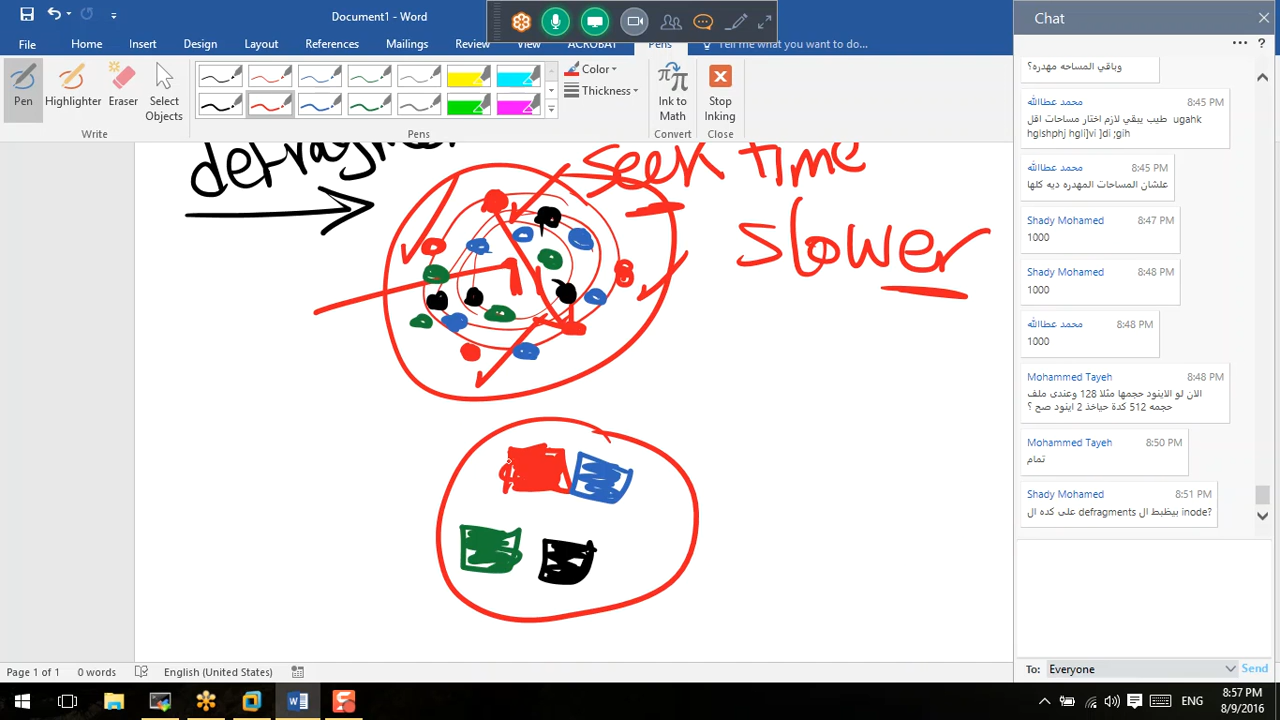 Document1 - Word
File
Home
Insert
Design
Layout
References
Mailings
Review
View
ACROBAT
Pens
Tell me what you want to do...
Pen
Highlighter
Eraser
Select Objects
Write
Pens
Color
Thickness
Ink to Math
Convert
Stop Inking
Close
seek time
slower
Chat
وباقي المساحه مهدره؟
محمد عطاالله
8:45 PM
طيب يبقي لازم اختار مساحات اقل ugahk
hglshphj hgli]vi ]di ;gih
محمد عطاالله 8:45 PM
علشان المساحات المهدره ديه كلها
Shady Mohamed 8:47 PM
1000
Shady Mohamed 8:48 PM
1000
محمد عطاالله 8:48 PM
1000
Mohammed Tayeh 8:48 PM
الان لو الاينود حجمها مثلا 128 وعندى ملف
حجمه 512 كدة حياخذ 2 اينود صح ؟
Mohammed Tayeh 8:50 PM
تمام
Shady Mohamed 8:51 PM
على كده ال defragments بيظبط ال inode?
To: Everyone Send
Page 1 of 1 0 words English (United States)
ENG 8:57 PM
8/9/2016